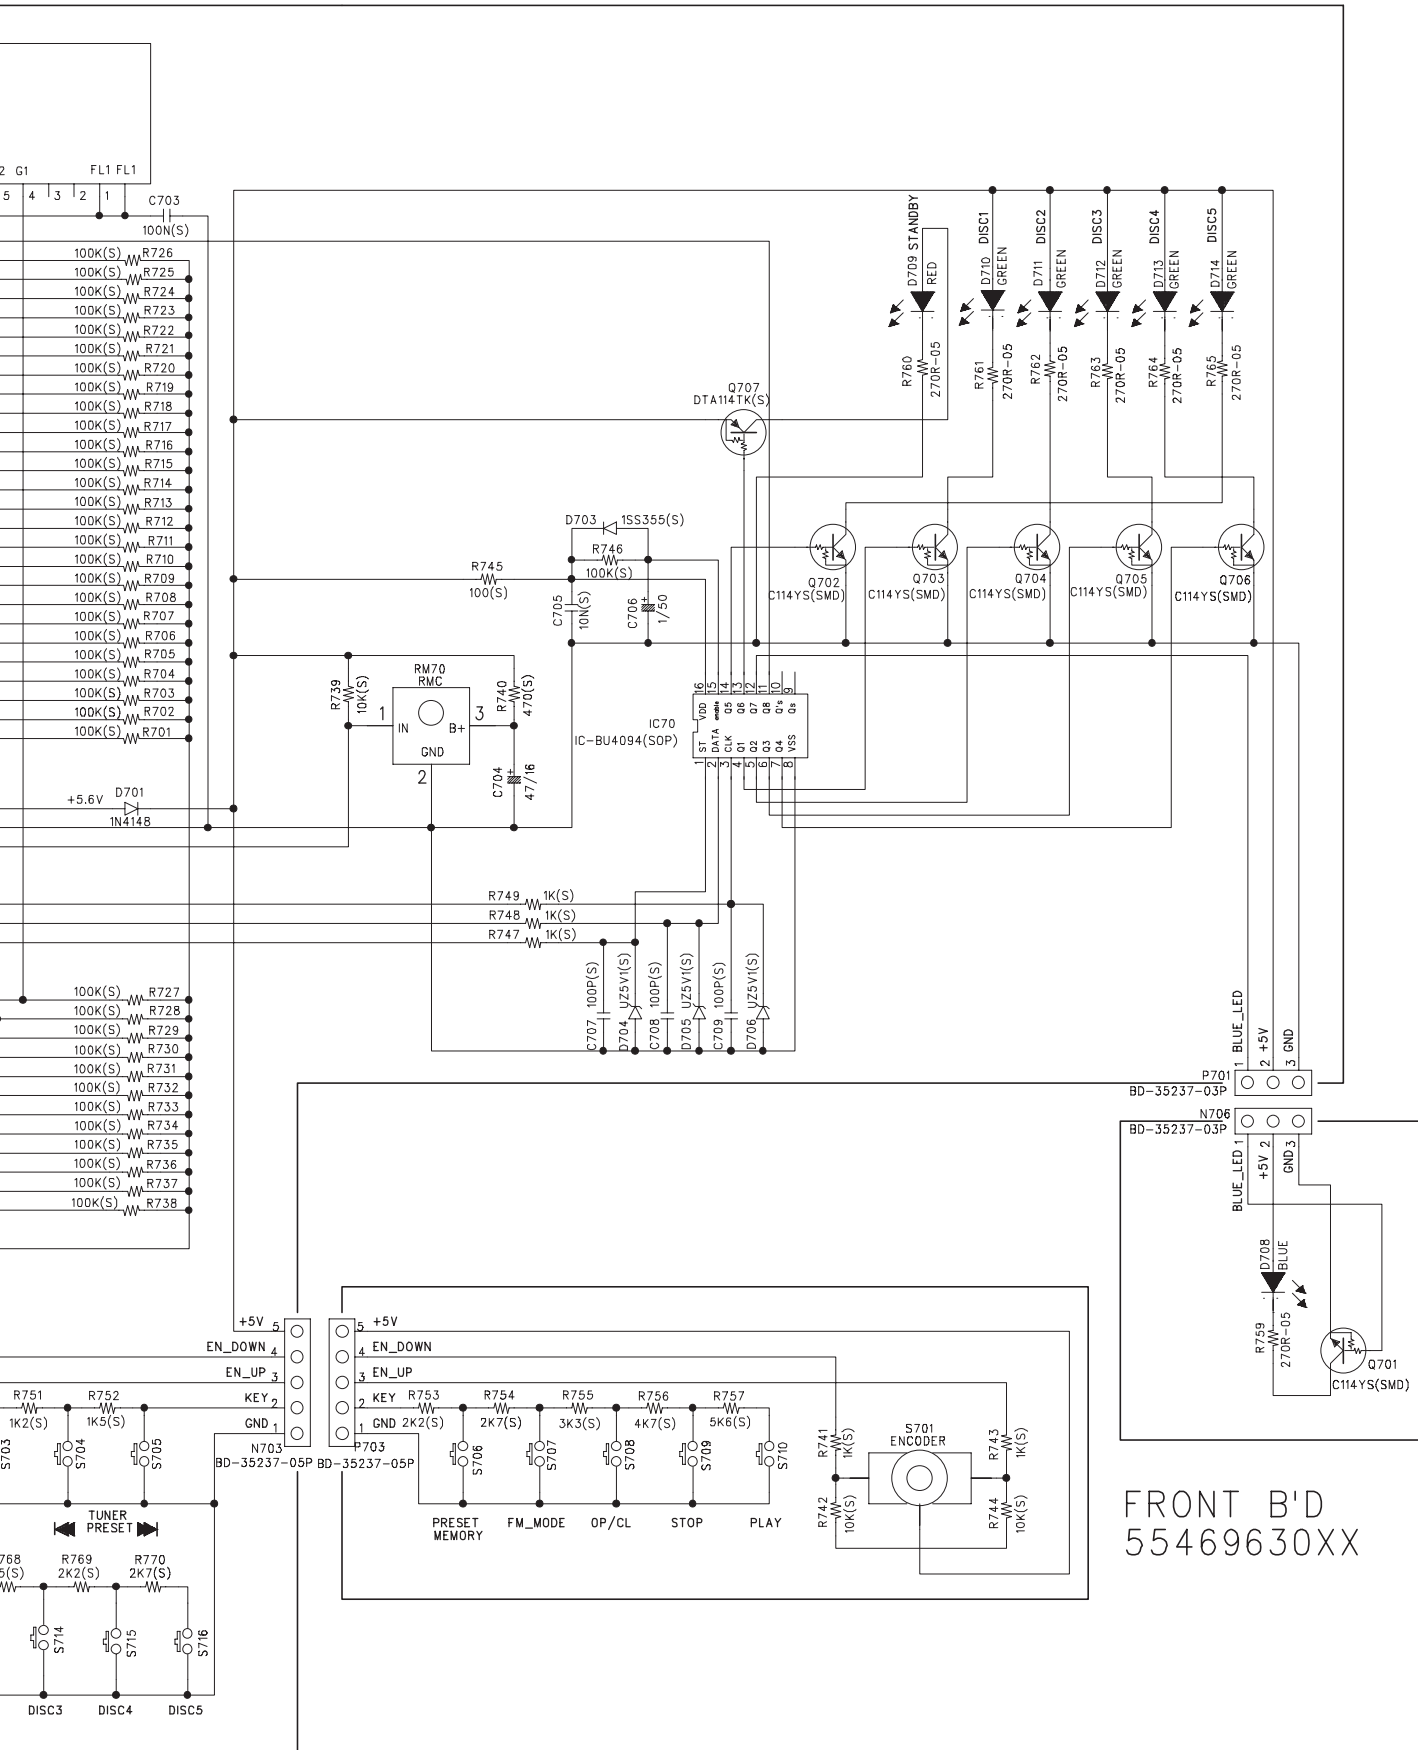 2 G1 FL1 FL1
5 4 3 2 1
C703
100N(S)
100K(S) R726
100K(S) R725
100K(S) R724
100K(S) R723
100K(S) R722
100K(S) R721
100K(S) R720
100K(S) R719
100K(S) R718
100K(S) R717
100K(S) R716
100K(S) R715
100K(S) R714
100K(S) R713
100K(S) R712
100K(S) R711
100K(S) R710
100K(S) R709
100K(S) R708
100K(S) R707
100K(S) R706
100K(S) R705
100K(S) R704
100K(S) R703
100K(S) R702
100K(S) R701
+5.6V D701
1N4148
D709 STANDBY
RED
DISC1
D710
GREEN
DISC2
D711
GREEN
DISC3
D712
GREEN
DISC4
D713
GREEN
DISC5
D714
GREEN
R760
270R-05
R761
270R-05
R762
270R-05
R763
270R-05
R764
270R-05
R765
270R-05
Q707
DTA114TK(S)
D703 1SS355(S)
R746
100K(S)
R745
100(S)
C705
10N(S)
C706
+
1/50
Q702
C114YS(SMD)
Q703
C114YS(SMD)
Q704
C114YS(SMD)
Q705
C114YS(SMD)
Q706
C114YS(SMD)
R739
10K(S)
RM70
RMC
1 IN B+ 3
GND
2
R740
470(S)
C704
+
47/16
IC70
IC-BU4094(SOP)
16 15 14 13 12 11 10 9
VDD enable Q5 Q6 Q7 Q8 Q's Qs
ST DATA CLK Q1 Q2 Q3 Q4 VSS
1 2 3 4 5 6 7 8
R749 1K(S)
R748 1K(S)
R747 1K(S)
C707 100P(S)
D704 UZ5V1(S)
C708 100P(S)
D705 UZ5V1(S)
C709 100P(S)
D706 UZ5V1(S)
100K(S) R727
100K(S) R728
100K(S) R729
100K(S) R730
100K(S) R731
100K(S) R732
100K(S) R733
100K(S) R734
100K(S) R735
100K(S) R736
100K(S) R737
100K(S) R738
1 BLUE_LED
2 +5V
3 GND
P701
BD-35237-03P
N706
BD-35237-03P
BLUE_LED 1
+5V 2
GND 3
D708
BLUE
R759
270R-05
Q701
C114YS(SMD)
+5V 5
EN_DOWN 4
EN_UP 3
KEY 2
GND 1
N703
BD-35237-05P
5 +5V
4 EN_DOWN
3 EN_UP
2 KEY
1 GND
P703
BD-35237-05P
R751
1K2(S)
R752
1K5(S)
S703
S704
S705
TUNER
PRESET
R753
2K2(S)
R754
2K7(S)
R755
3K3(S)
R756
4K7(S)
R757
5K6(S)
S706
S707
S708
S709
S710
PRESET
MEMORY
FM_MODE
OP/CL
STOP
PLAY
R741
1K(S)
R742
10K(S)
S701
ENCODER
R743
1K(S)
R744
10K(S)
FRONT B'D
55469630XX
768
5(S)
R769
2K2(S)
R770
2K7(S)
S714
S715
S716
DISC3
DISC4
DISC5